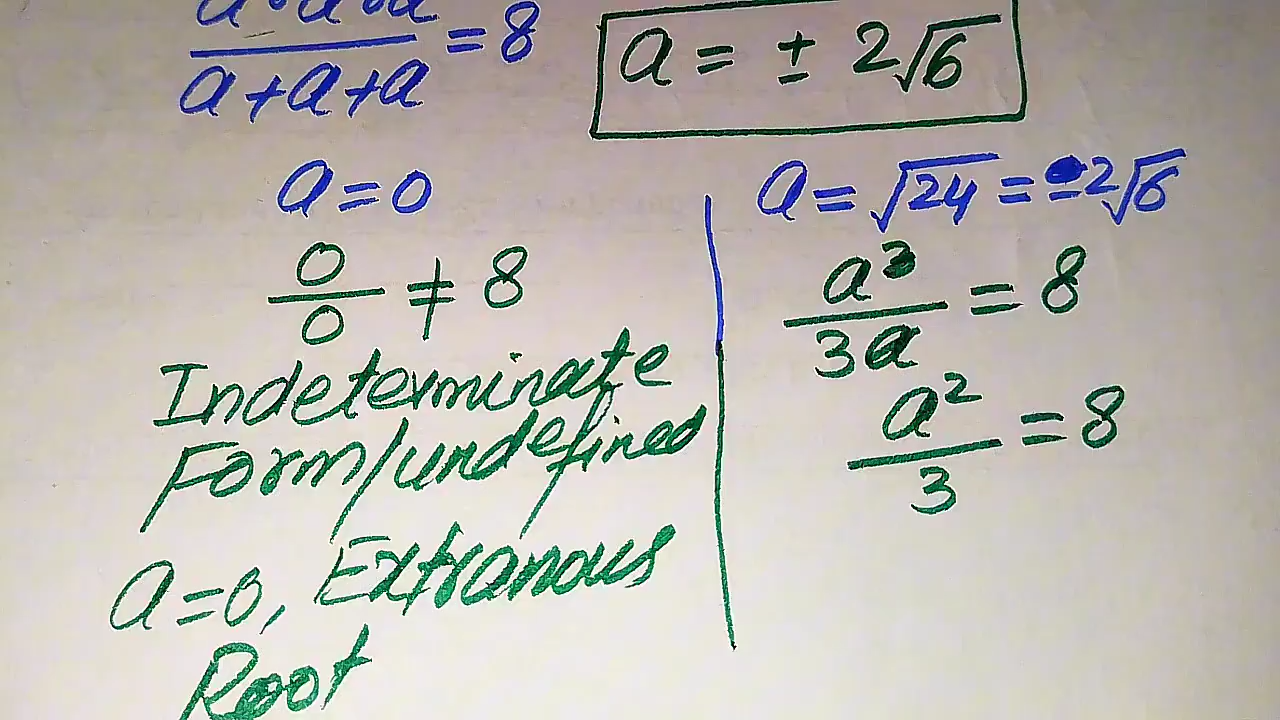 a·a·a
─────── = 8
a+a+a
a = ± 2√6
a = 0
0/0 ≠ 8
Indeterminate
Form/undefined
a=0, Extranous
Root
a = √24 = ±2√6
a³/3a = 8
a²/3 = 8